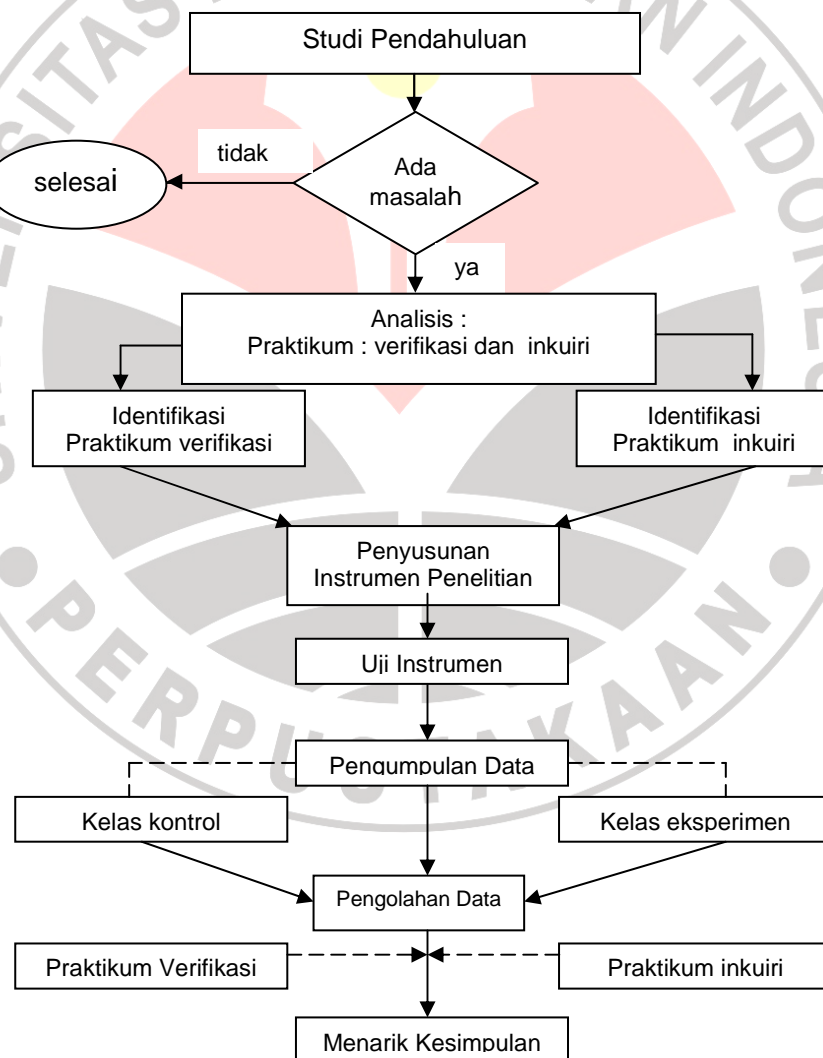 Studi Pendahuluan
tidak
selesai
Ada
masalah
ya
Analisis :
Praktikum : verifikasi dan inkuiri
Identifikasi
Praktikum verifikasi
Identifikasi
Praktikum inkuiri
Penyusunan
Instrumen Penelitian
Uji Instrumen
Pengumpulan Data
Kelas kontrol
Kelas eksperimen
Pengolahan Data
Praktikum Verifikasi
Praktikum inkuiri
Menarik Kesimpulan
PERPUSTAKAAN